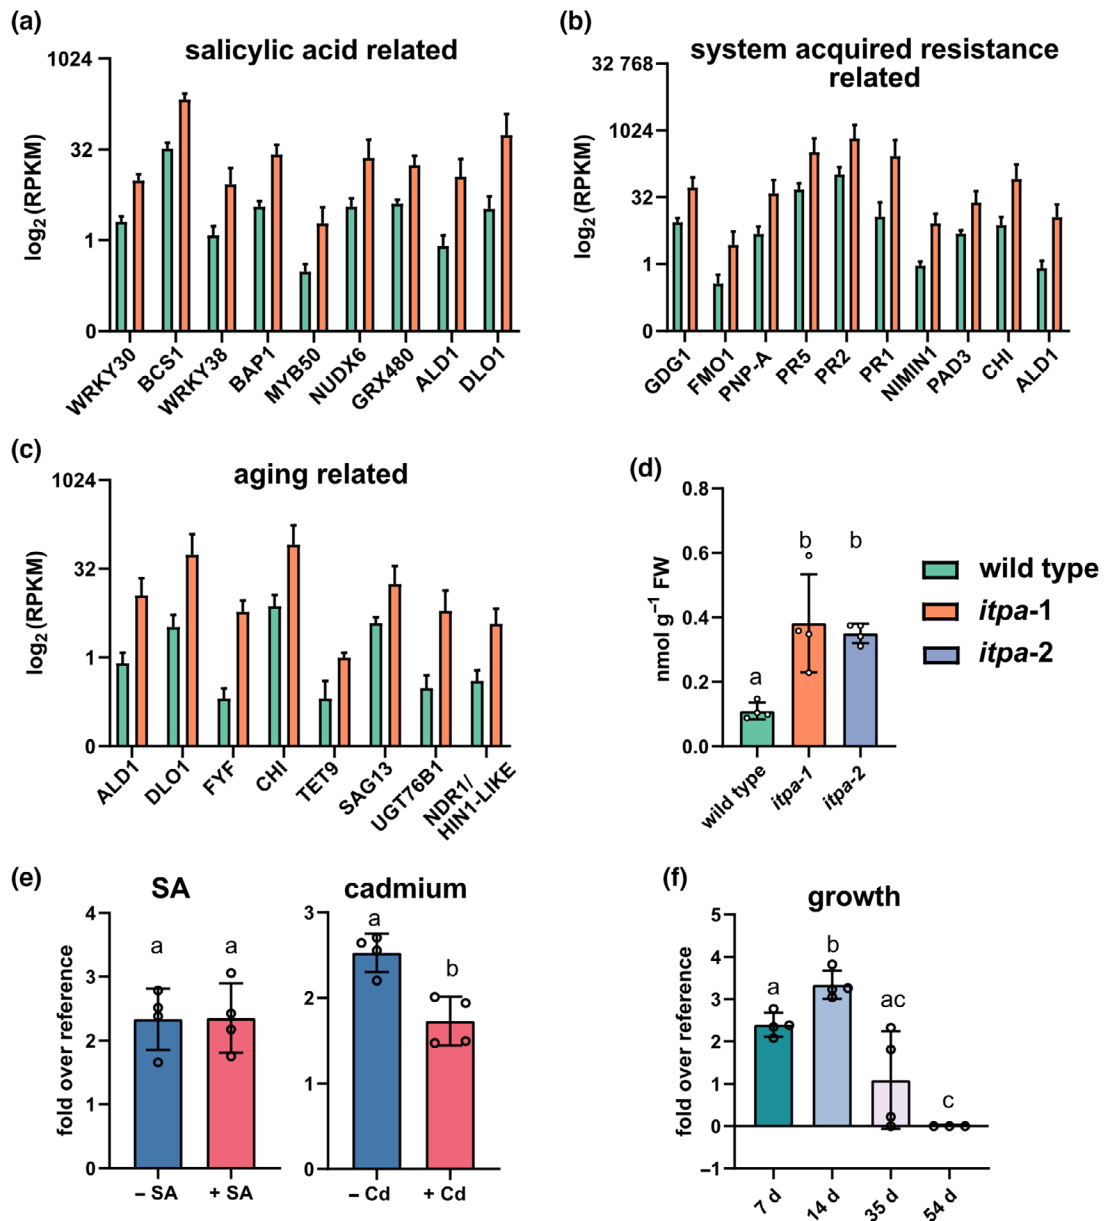 (a)
salicylic acid related
1024
32
1
0
log2 (RPKM)
WRKY30
BCS1
WRKY38
BAP1
MYB50
NUDX6
GRX480
ALD1
DLO1
(b)
system acquired resistance
related
32 768
1024
32
1
0
log2 (RPKM)
GDG1
FMO1
PNP-A
PR5
PR2
PR1
NIMIN1
PAD3
CHI
ALD1
(c)
aging related
1024
32
1
0
log2 (RPKM)
ALD1
DLO1
FYF
CHI
TET9
SAG13
UGT76B1
NDR1/
HIN1-LIKE
(d)
0.8
0.6
0.4
0.2
0.0
nmol g−1 FW
a
b
b
wild type
itpa-1
itpa-2
wild type
itpa-1
itpa-2
(e)
SA
4
3
2
1
0
fold over reference
a
a
– SA
+ SA
cadmium
3
2
1
0
a
b
– Cd
+ Cd
(f)
growth
5
4
3
2
1
0
−1
fold over reference
a
b
ac
c
7 d
14 d
35 d
54 d